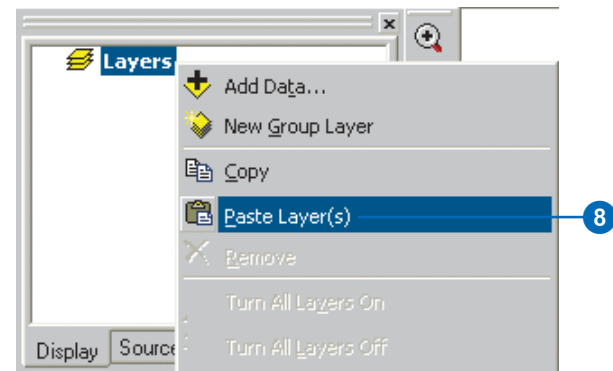 Layers
Add Data...
New Group Layer
Copy
Paste Layer(s)
8
Remove
Turn All Layers On
Turn All Layers Off
Display Source